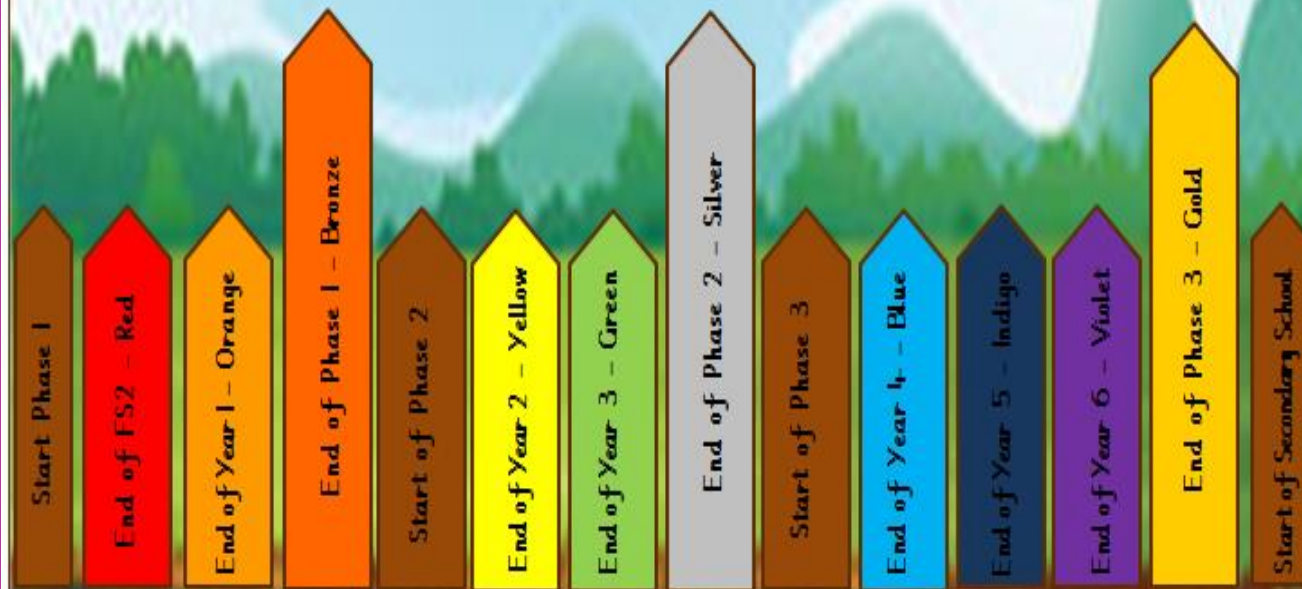 Start Phase 1
End of FS2 – Red
End of Year 1 – Orange
End of Phase 1 – Bronze
Start of Phase 2
End of Year 2 – Yellow
End of Year 3 – Green
End of Phase 2 – Silver
Start of Phase 3
End of Year 4 – Blue
End of Year 5 – Indigo
End of Year 6 – Violet
End of Phase 3 – Gold
Start of Secondary School